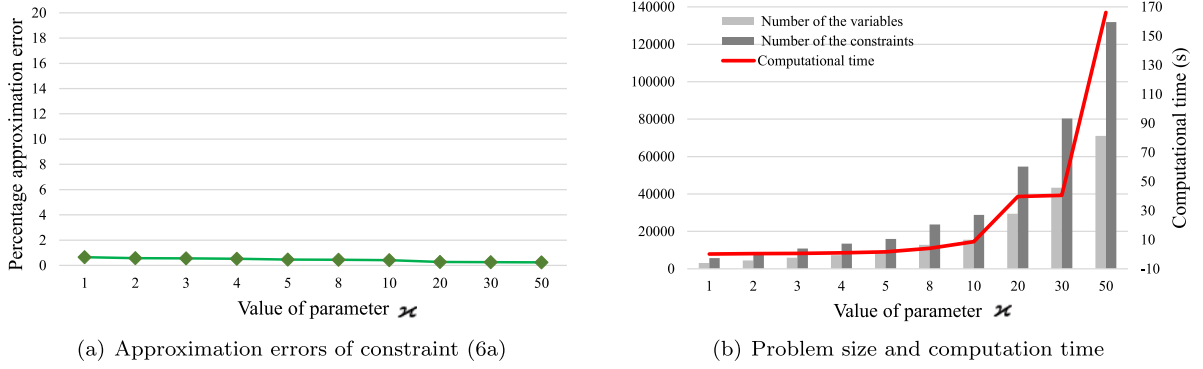 Percentage approximation error
20
18
16
14
12
10
8
6
4
2
0
1 2 3 4 5 8 10 20 30 50
Value of parameter ϰ
(a) Approximation errors of constraint (6a)
140000
120000
100000
80000
60000
40000
20000
0
Number of the variables
Number of the constraints
Computational time
170
150
130
110
90
70
50
30
10
-10
Computational time (s)
1 2 3 4 5 8 10 20 30 50
Value of parameter ϰ
(b) Problem size and computation time